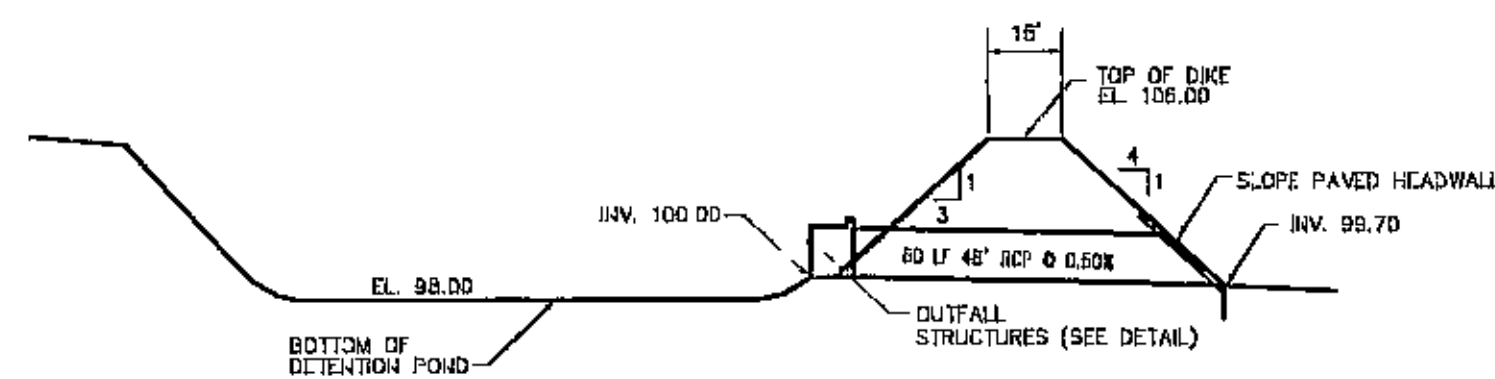 15'
TOP OF DIKE
EL 106.00
4
1
SLOPE PAVED HEADWALL
1
3
INV. 100.00
INV. 99.70
60 LF 48" RCP @ 0.50%
EL. 98.00
OUTFALL
STRUCTURES (SEE DETAIL)
BOTTOM OF
DETENTION POND